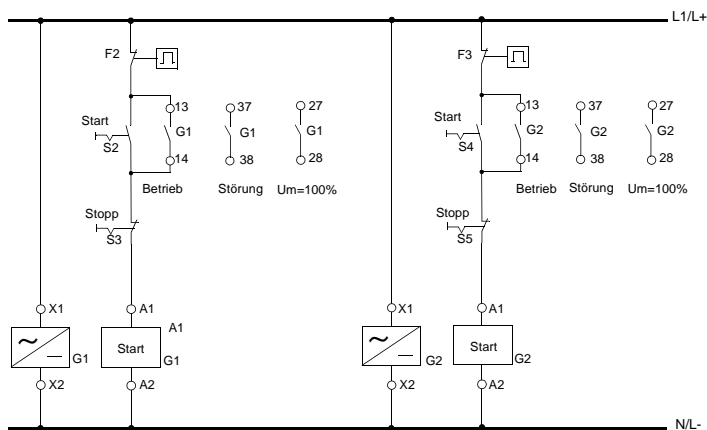 L1/L+
F2
F3
13
37
27
13
37
27
Start
G1
G1
G1
Start
G2
G2
G2
S2
S4
14
38
28
14
38
28
Betrieb
Störung
Um=100%
Betrieb
Störung
Um=100%
Stopp
S3
Stopp
S5
X1
A1
X1
A1
A1
~
Start
~
Start
G1
G1
G2
G2
X2
A2
X2
A2
N/L-